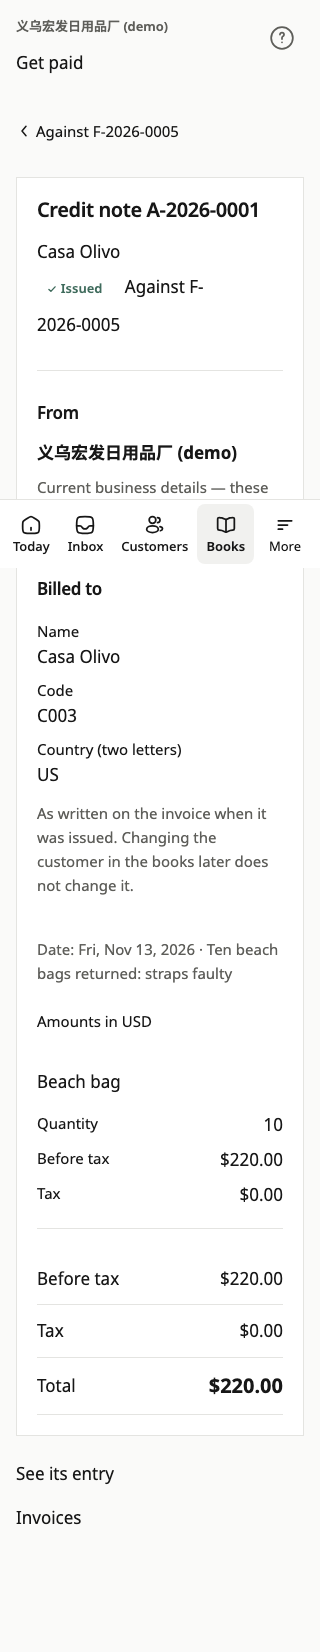 义乌宏发日用品厂 (demo)
Get paid
Against F-2026-0005
Credit note A-2026-0001
Casa Olivo
Issued
Against F-
2026-0005
From
义乌宏发日用品厂 (demo)
Current business details — these
Today
Inbox
Customers
Books
More
Billed to
Name
Casa Olivo
Code
C003
Country (two letters)
US
As written on the invoice when it
was issued. Changing the
customer in the books later does
not change it.
Date: Fri, Nov 13, 2026 · Ten beach
bags returned: straps faulty
Amounts in USD
Beach bag
Quantity 10
Before tax $220.00
Tax $0.00
Before tax $220.00
Tax $0.00
Total $220.00
See its entry
Invoices